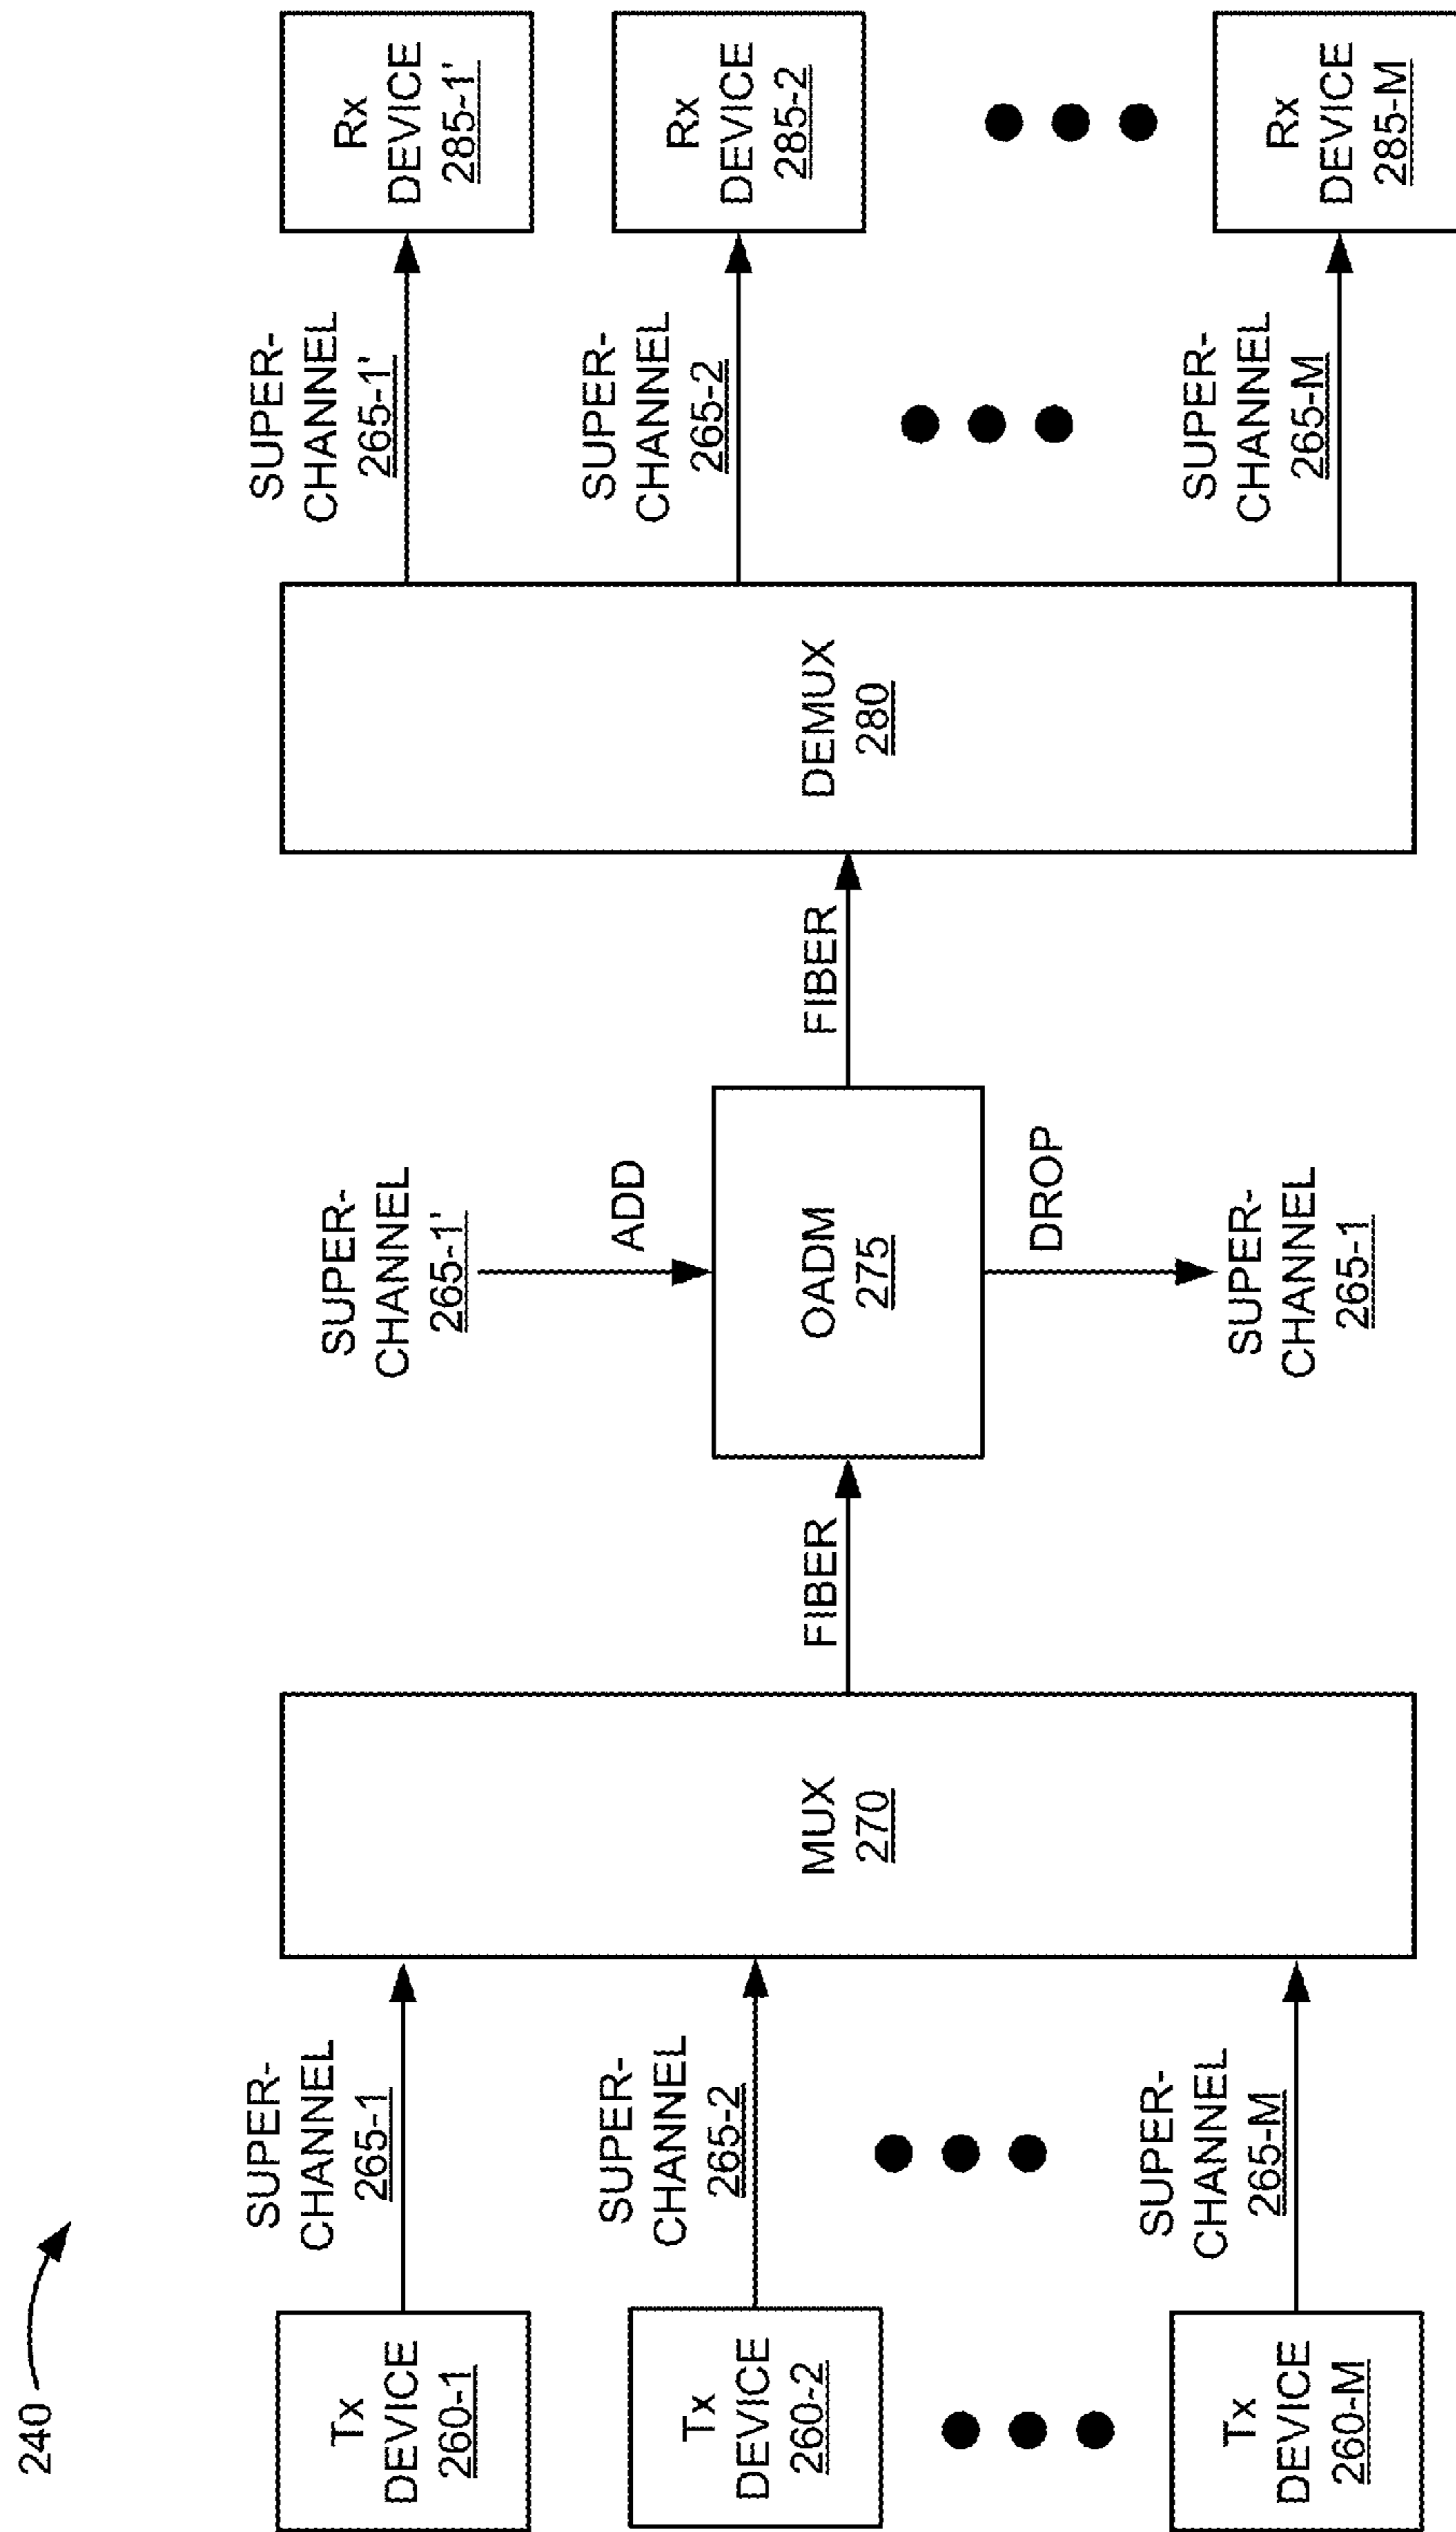 240
Tx
DEVICE
260-1
Tx
DEVICE
260-2
Tx
DEVICE
260-M
SUPER-
CHANNEL
265-1
SUPER-
CHANNEL
265-2
SUPER-
CHANNEL
265-M
MUX
270
FIBER
SUPER-
CHANNEL
265-1'
ADD
OADM
275
DROP
SUPER-
CHANNEL
265-1
FIBER
DEMUX
280
SUPER-
CHANNEL
265-1'
SUPER-
CHANNEL
265-2
SUPER-
CHANNEL
265-M
Rx
DEVICE
285-1'
Rx
DEVICE
285-2
Rx
DEVICE
285-M